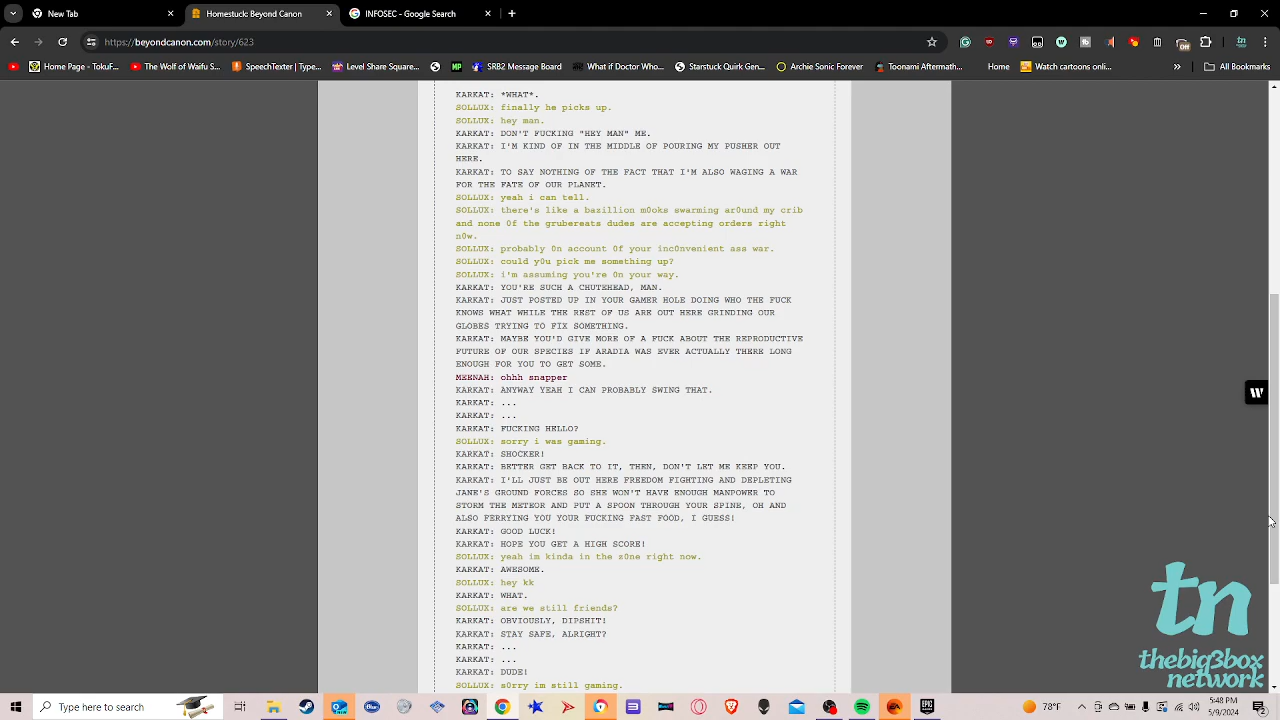 New Tab
Homestuck Beyond Canon
INFOSEC - Google Search
https://beyondcanon.com/story/623
Home Page - TokuF...
The World of Waifu S...
SpeechTexter | Type...
Level Share Square...
SRB2 Message Board
What if Doctor Who...
Starsock Quirk Gen...
Archie Sonic Forever
Toonami Aftermath...
Home
Watch cartoons onl...
»
All Bookmarks
KARKAT: *WHAT*.
SOLLUX: finally he picks up.
SOLLUX: hey man.
KARKAT: DON'T FUCKING "HEY MAN" ME.
KARKAT: I'M KIND OF IN THE MIDDLE OF POURING MY PUSHER OUT
HERE.
KARKAT: TO SAY NOTHING OF THE FACT THAT I'M ALSO WAGING A WAR
FOR THE FATE OF OUR PLANET.
SOLLUX: yeah i can tell.
SOLLUX: there's like a bazillion m0oks swarming ar0und my crib
and none 0f the grubereats dudes are accepting orders right
n0w.
SOLLUX: probably 0n account 0f your inc0nvenient ass war.
SOLLUX: could y0u pick me something up?
SOLLUX: i'm assuming you're 0n your way.
KARKAT: YOU'RE SUCH A CHUTEHEAD, MAN.
KARKAT: JUST POSTED UP IN YOUR GAMER HOLE DOING WHO THE FUCK
KNOWS WHAT WHILE THE REST OF US ARE OUT HERE GRINDING OUR
GLOBES TRYING TO FIX SOMETHING.
KARKAT: MAYBE YOU'D GIVE MORE OF A FUCK ABOUT THE REPRODUCTIVE
FUTURE OF OUR SPECIES IF ARADIA WAS EVER ACTUALLY THERE LONG
ENOUGH FOR YOU TO GET SOME.
MEENAH: ohhh snapper
KARKAT: ANYWAY YEAH I CAN PROBABLY SWING THAT.
KARKAT: ...
KARKAT: ...
KARKAT: FUCKING HELLO?
SOLLUX: sorry i was gaming.
KARKAT: SHOCKER!
KARKAT: BETTER GET BACK TO IT, THEN, DON'T LET ME KEEP YOU.
KARKAT: I'LL JUST BE OUT HERE FREEDOM FIGHTING AND DEPLETING
JANE'S GROUND FORCES SO SHE WON'T HAVE ENOUGH MANPOWER TO
STORM THE METEOR AND PUT A SPOON THROUGH YOUR SPINE, OH AND
ALSO FERRYING YOU YOUR FUCKING FAST FOOD, I GUESS!
KARKAT: GOOD LUCK!
KARKAT: HOPE YOU GET A HIGH SCORE!
SOLLUX: yeah im kinda in the z0ne right now.
KARKAT: AWESOME.
SOLLUX: hey kk
KARKAT: WHAT.
SOLLUX: are we still friends?
KARKAT: OBVIOUSLY, DIPSHIT!
KARKAT: STAY SAFE, ALRIGHT?
KARKAT: ...
KARKAT: ...
KARKAT: DUDE!
SOLLUX: s0rry im still gaming.
tn
thebig3box
network
Type here to search
78°F
5:48 PM
5/9/2024